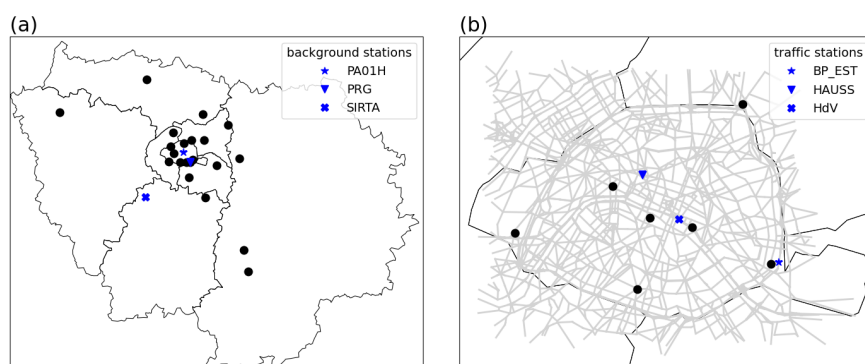 (a)
background stations
PA01H
PRG
SIRTA
(b)
traffic stations
BP_EST
HAUSS
HdV